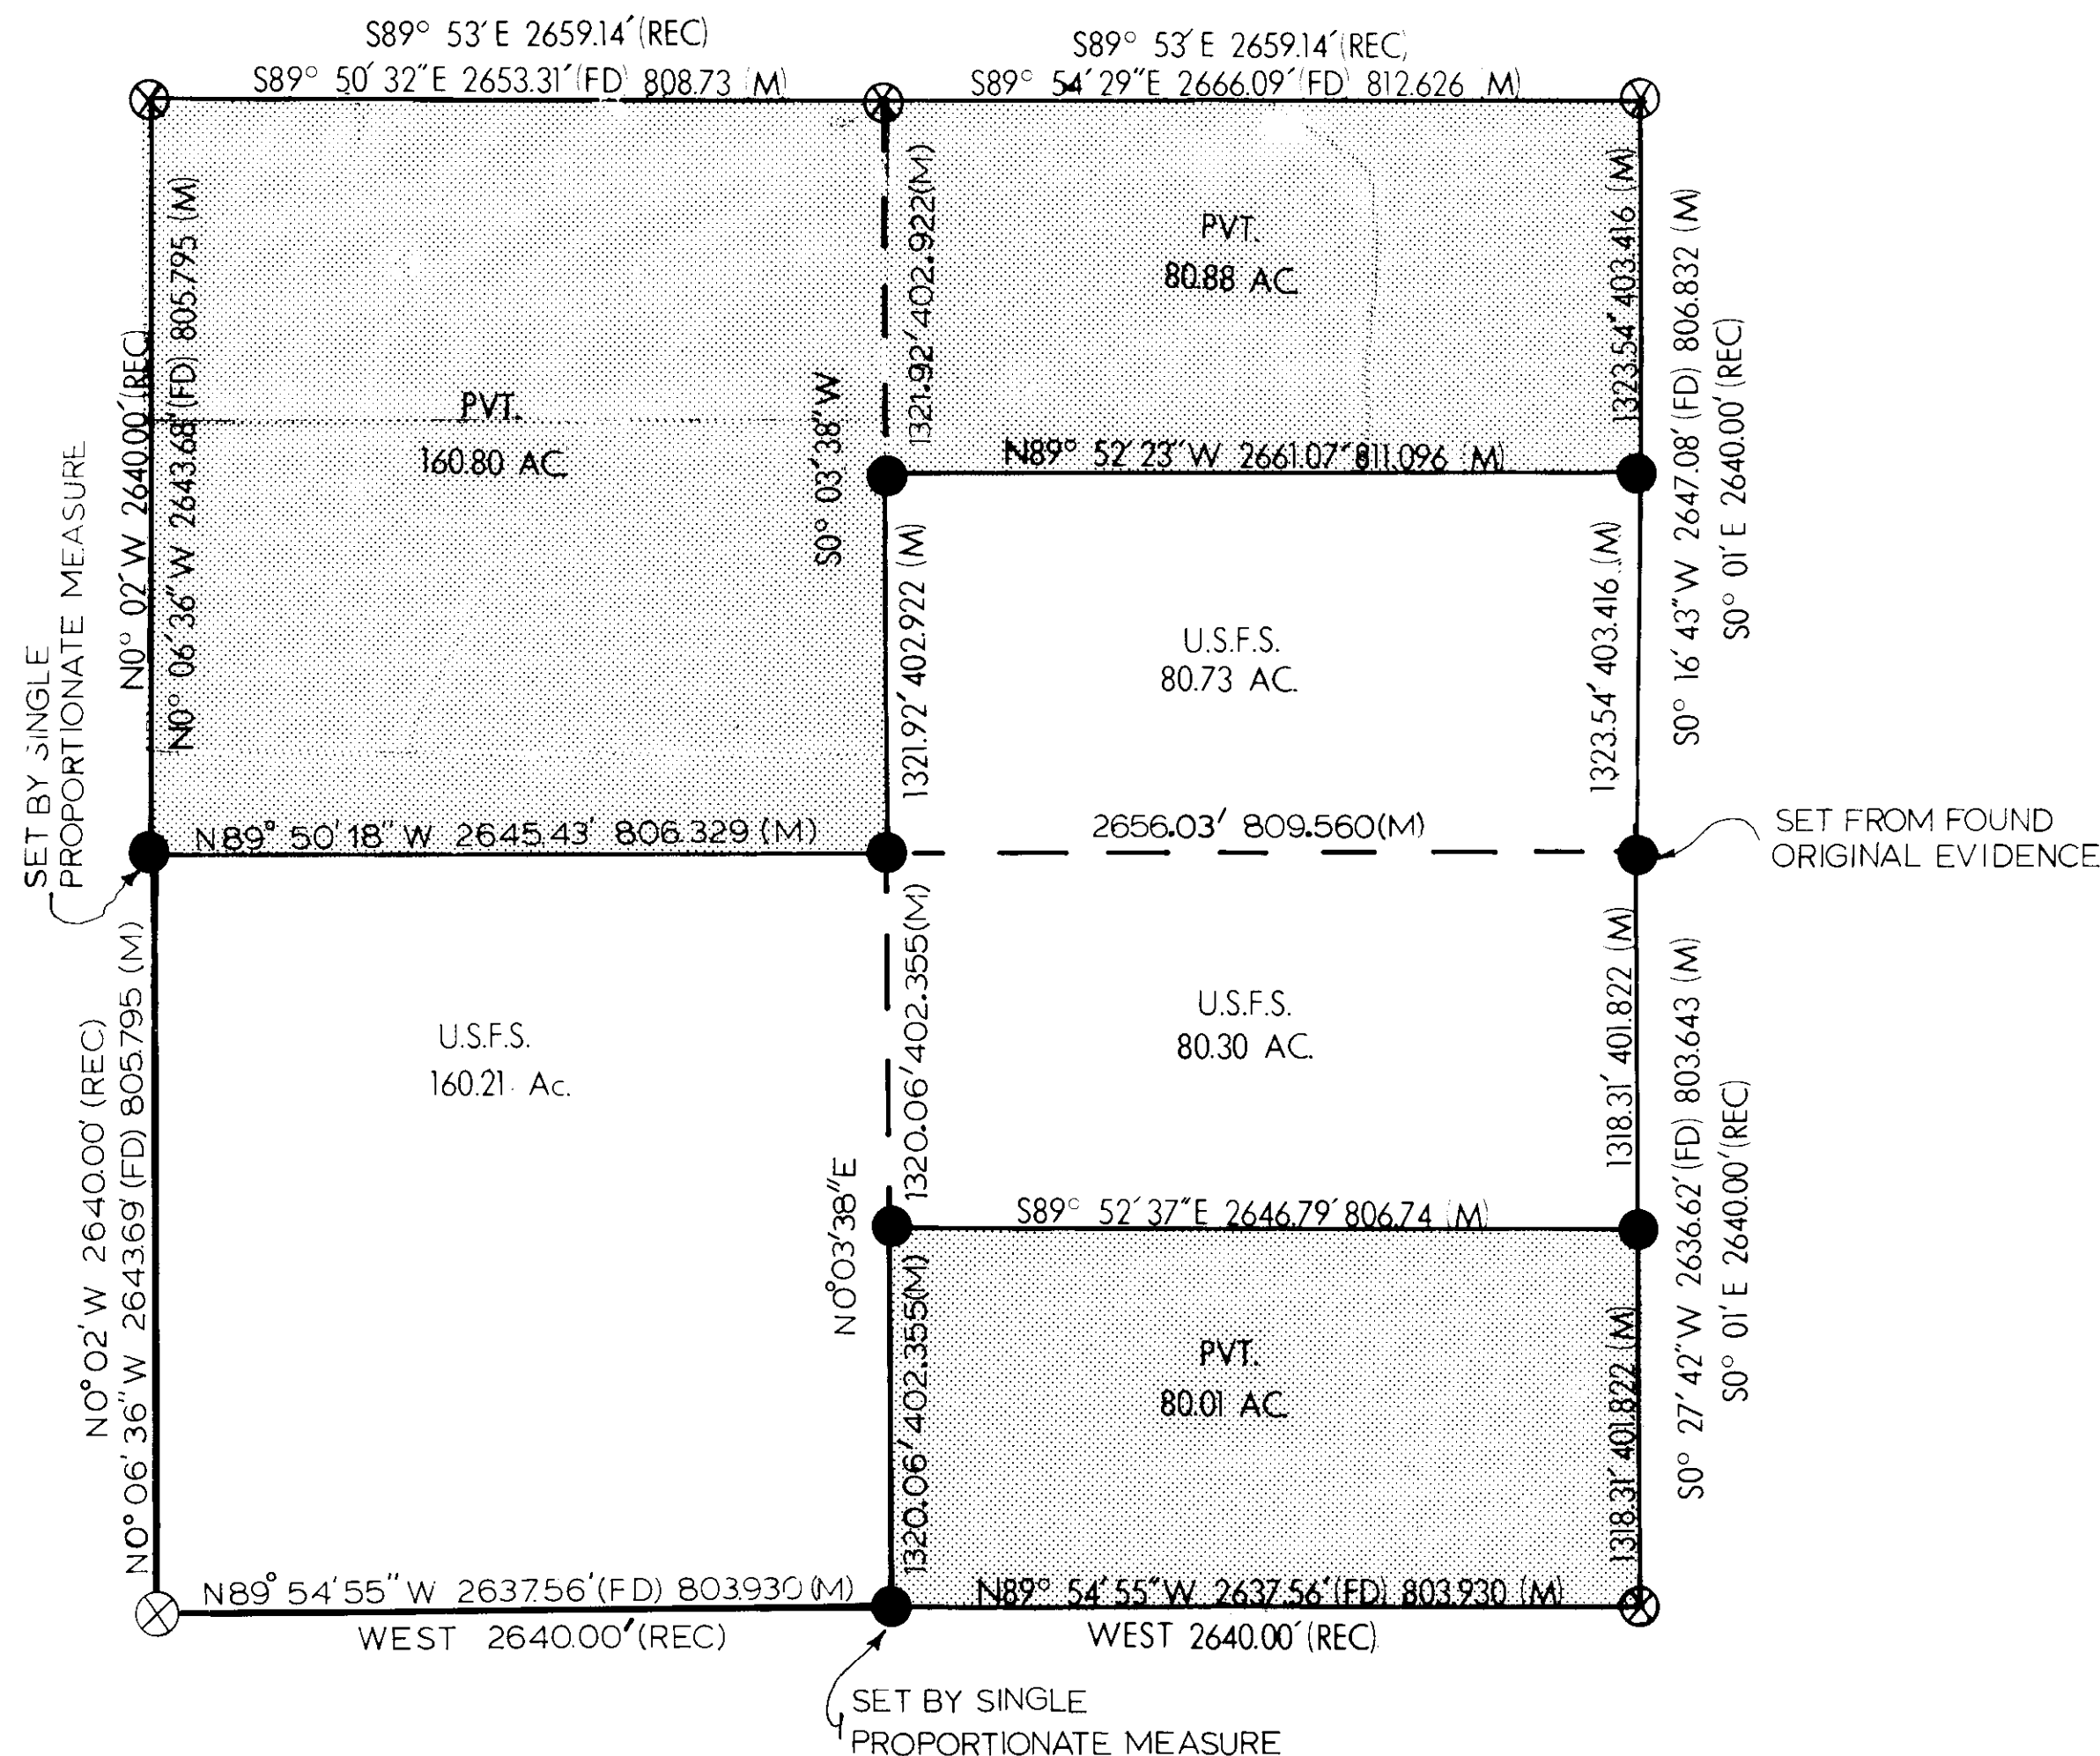 S89° 53' E 2659.14' (REC)
S89° 50' 32" E 2653.31' (FD) 808.73 (M)
S89° 53' E 2659.14' (REC)
S89° 54' 29" E 2666.09' (FD) 812.626 (M)
N0° 02' W 2640.00' (REC)
N0° 06' 36" W 2643.68' (FD) 805.795 (M)
PVT.
160.80 AC.
S0° 03' 38" W
1321.92' 402.922(M)
PVT.
80.88 AC.
1323.54' 403.416 (M)
S0° 16' 43" W 2647.08' (FD) 806.832 (M)
S0° 01' E 2640.00' (REC)
N89° 52' 23" W 2661.07' 811.096 (M)
SET BY SINGLE
PROPORTIONATE MEASURE
1321.92' 402.922 (M)
U.S.F.S.
80.73 AC.
1323.54' 403.416 (M)
N89° 50' 18" W 2645.43' 806.329 (M)
2656.03' 809.560(M)
SET FROM FOUND
ORIGINAL EVIDENCE
N0° 02' W 2640.00' (REC)
N0° 06' 36" W 2643.69' (FD) 805.795 (M)
U.S.F.S.
160.21 Ac.
N0° 03' 38" E
1320.06' 402.355(M)
U.S.F.S.
80.30 AC.
1318.31' 401.822 (M)
S0° 27' 42" W 2636.62' (FD) 803.643 (M)
S0° 01' E 2640.00' (REC)
S89° 52' 37" E 2646.79' 806.74 (M)
1320.06' 402.355(M)
PVT.
80.01 AC.
1318.31' 401.822 (M)
N89° 54' 55" W 2637.56' (FD) 803.930 (M)
WEST 2640.00' (REC)
N89° 54' 55" W 2637.56' (FD) 803.930 (M)
WEST 2640.00' (REC)
SET BY SINGLE
PROPORTIONATE MEASURE